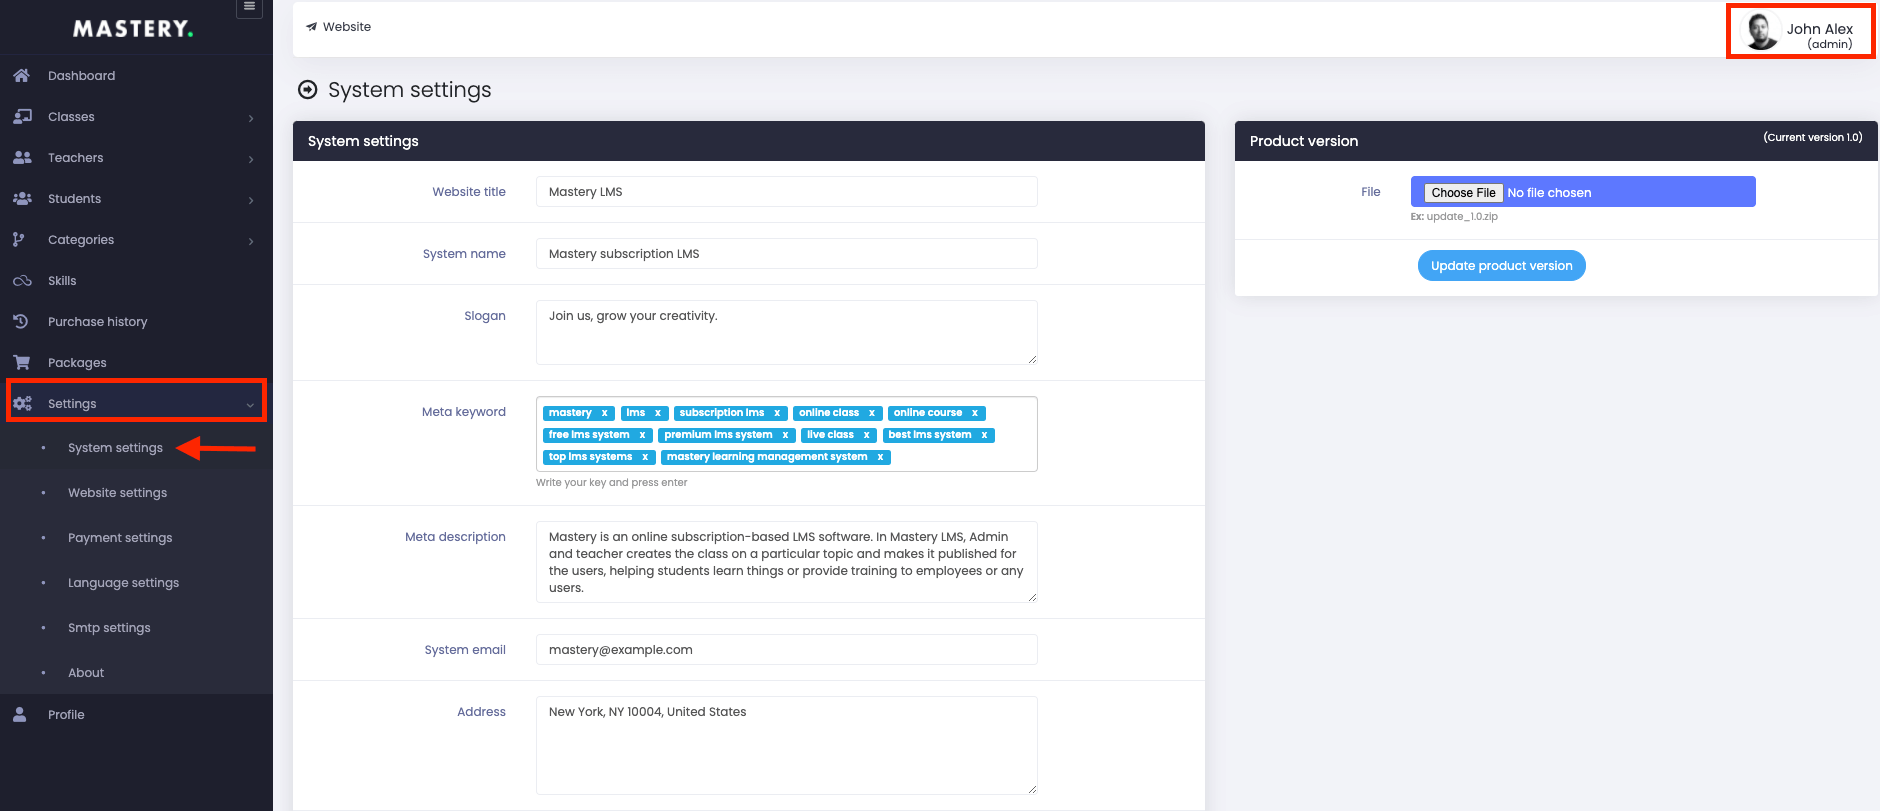 MASTERY.
Dashboard
Classes
Teachers
Students
Categories
Skills
Purchase history
Packages
Settings
System settings
Website settings
Payment settings
Language settings
Smtp settings
About
Profile
Website
John Alex
(admin)
System settings
System settings
Website title
Mastery LMS
System name
Mastery subscription LMS
Slogan
Join us, grow your creativity.
Meta keyword
mastery x lms x subscription lms x online class x online course x
free lms system x premium lms system x live class x best lms system x
top lms systems x mastery learning management system x
Write your key and press enter
Meta description
Mastery is an online subscription-based LMS software. In Mastery LMS, Admin
and teacher creates the class on a particular topic and makes it published for
the users, helping students learn things or provide training to employees or any
users.
System email
mastery@example.com
Address
New York, NY 10004, United States
Product version
(Current version 1.0)
File
Choose File No file chosen
Ex: update_1.0.zip
Update product version